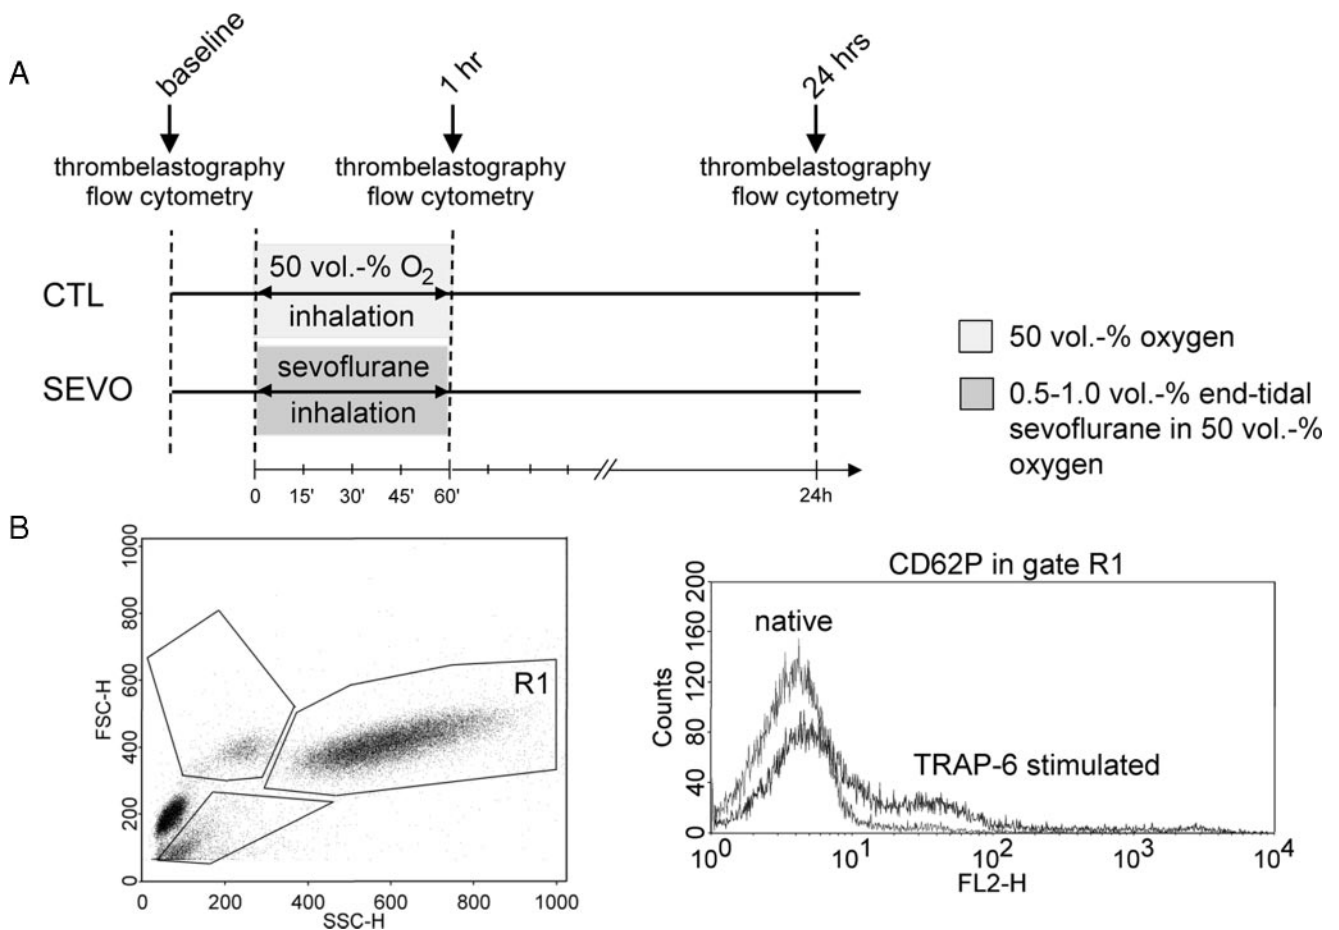 A
baseline
1 hr
24 hrs
thrombelastography
flow cytometry
thrombelastography
flow cytometry
thrombelastography
flow cytometry
CTL
50 vol.-% O2
inhalation
SEVO
sevoflurane
inhalation
50 vol.-% oxygen
0.5-1.0 vol.-% end-tidal
sevoflurane in 50 vol.-%
oxygen
0 15' 30' 45' 60' 24h
B
1000
800
600
400
200
0
FSC-H
R1
0 200 400 600 800 1000
SSC-H
CD62P in gate R1
200
160
120
80
40
0
Counts
native
TRAP-6 stimulated
10^0 10^1 10^2 10^3 10^4
FL2-H